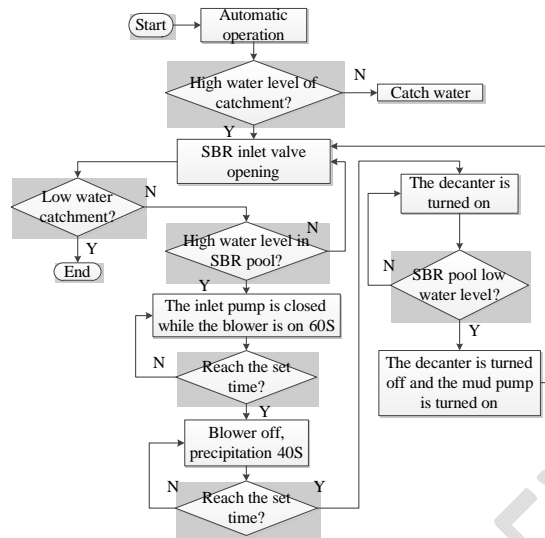 Start
Automatic
operation
High water level of
catchment?
N
Catch water
Y
SBR inlet valve
opening
Low water
catchment?
N
Y
End
High water level in
SBR pool?
N
Y
The inlet pump is closed
while the blower is on 60S
Reach the set
time?
N
Y
Blower off,
precipitation 40S
Reach the set
time?
N
Y
The decanter is
turned on
SBR pool low
water level?
N
Y
The decanter is turned
off and the mud pump
is turned on